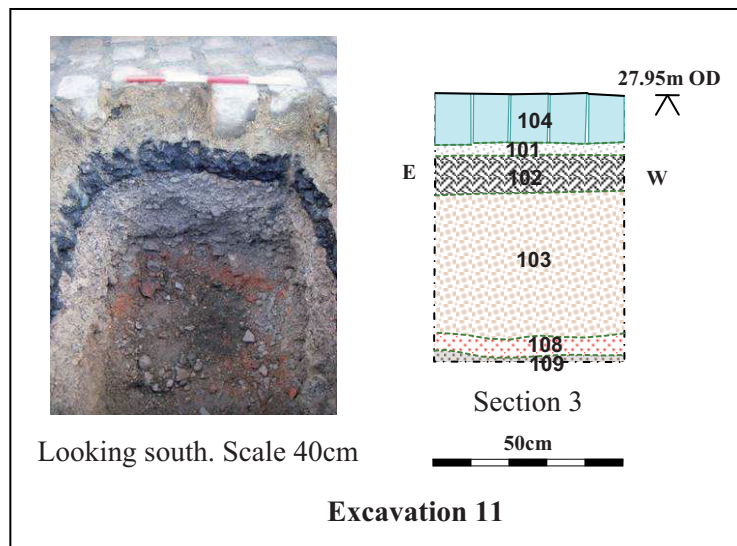 27.95m OD
104
101
E
102
W
103
108
109
Section 3
Looking south. Scale 40cm
50cm
Excavation 11